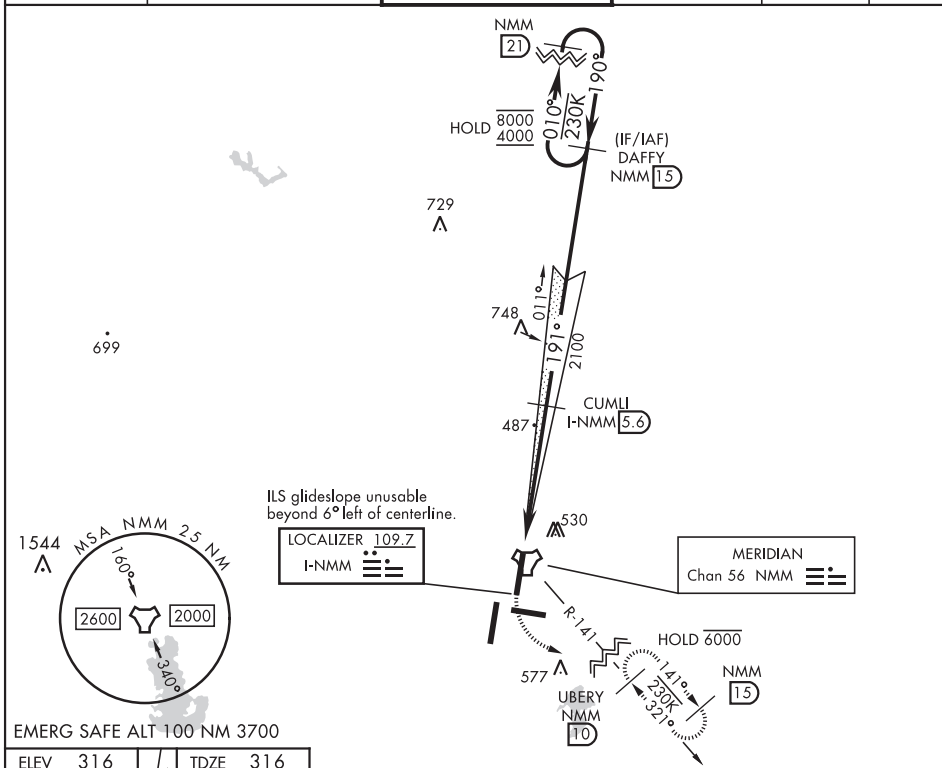 NMM
21
190°
010°
230K
HOLD 8000
4000
(IF/IAF)
DAFFY
NMM 15
729
011°
748
191°
2100
699
CUMLI
I-NMM 5.6
487
ILS glideslope unusable
beyond 6° left of centerline.
530
LOCALIZER 109.7
I-NMM
MERIDIAN
Chan 56 NMM
1544
MSA NMM 25 NM
160°
2600
2000
340°
R-141
HOLD 6000
577
141°
230K
321°
NMM
15
UBERY
NMM
10
EMERG SAFE ALT 100 NM 3700
ELEV 316
TDZE 316